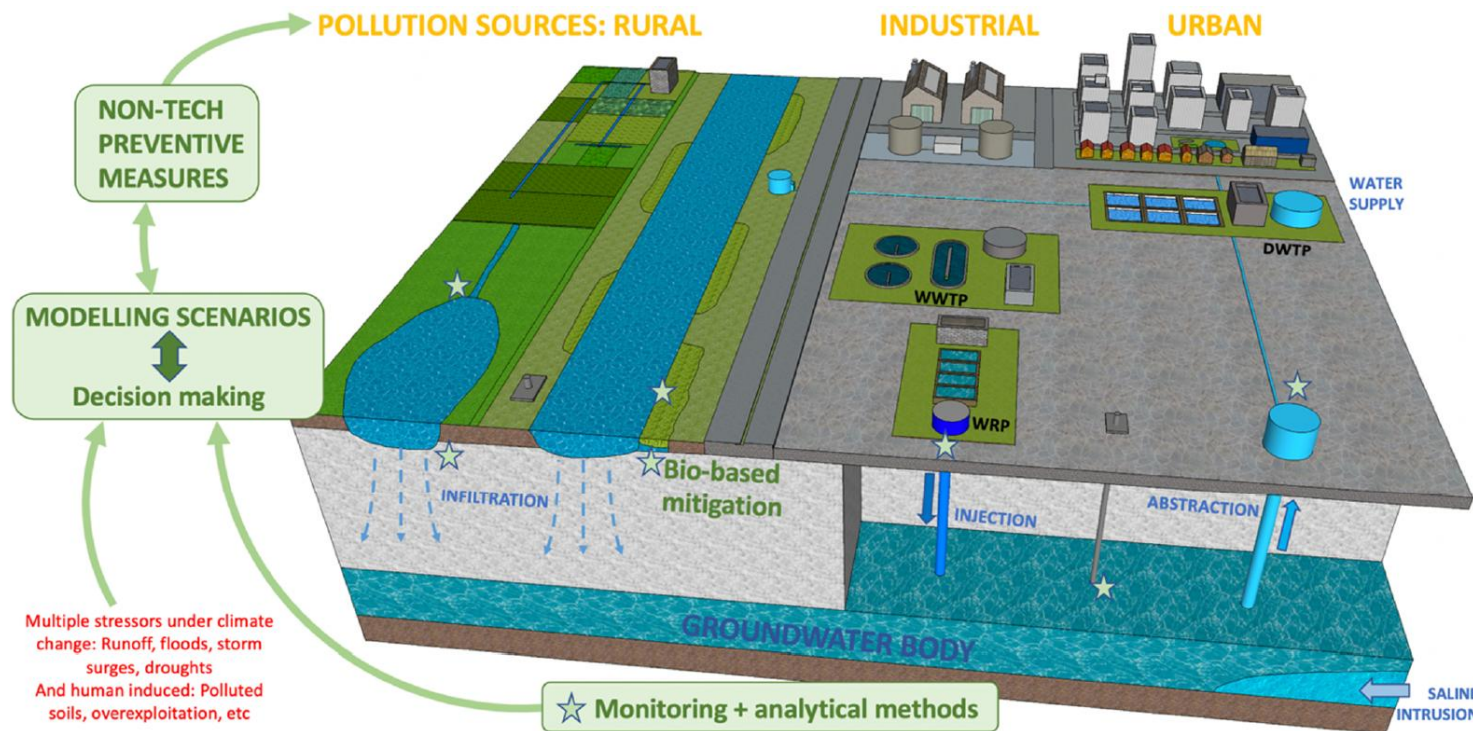 POLLUTION SOURCES: RURAL
INDUSTRIAL
URBAN
NON-TECH
PREVENTIVE
MEASURES
WATER
SUPPLY
DWTP
WWTP
MODELLING SCENARIOS
Decision making
WRP
Bio-based
mitigation
INFILTRATION
INJECTION
ABSTRACTION
Multiple stressors under climate
change: Runoff, floods, storm
surges, droughts
And human induced: Polluted
soils, overexploitation, etc
GROUNDWATER BODY
Monitoring + analytical methods
SALINE
INTRUSION